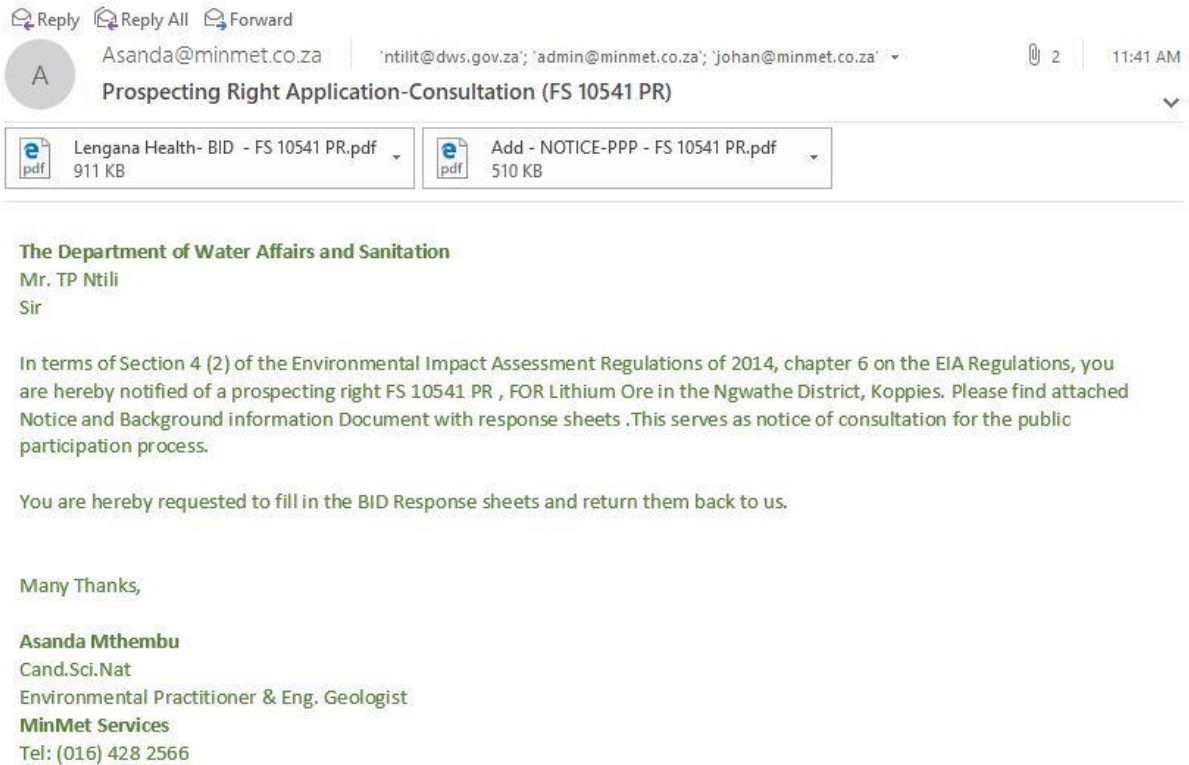 Reply Reply All Forward
A
Asanda@minmet.co.za 'ntilit@dws.gov.za'; 'admin@minmet.co.za'; 'johan@minmet.co.za' 2 11:41 AM
Prospecting Right Application-Consultation (FS 10541 PR)
pdf Lengana Health- BID - FS 10541 PR.pdf
911 KB
pdf Add - NOTICE-PPP - FS 10541 PR.pdf
510 KB
The Department of Water Affairs and Sanitation
Mr. TP Ntili
Sir
In terms of Section 4 (2) of the Environmental Impact Assessment Regulations of 2014, chapter 6 on the EIA Regulations, you
are hereby notified of a prospecting right FS 10541 PR , FOR Lithium Ore in the Ngwathe District, Koppies. Please find attached
Notice and Background information Document with response sheets .This serves as notice of consultation for the public
participation process.
You are hereby requested to fill in the BID Response sheets and return them back to us.
Many Thanks,
Asanda Mthembu
Cand.Sci.Nat
Environmental Practitioner & Eng. Geologist
MinMet Services
Tel: (016) 428 2566